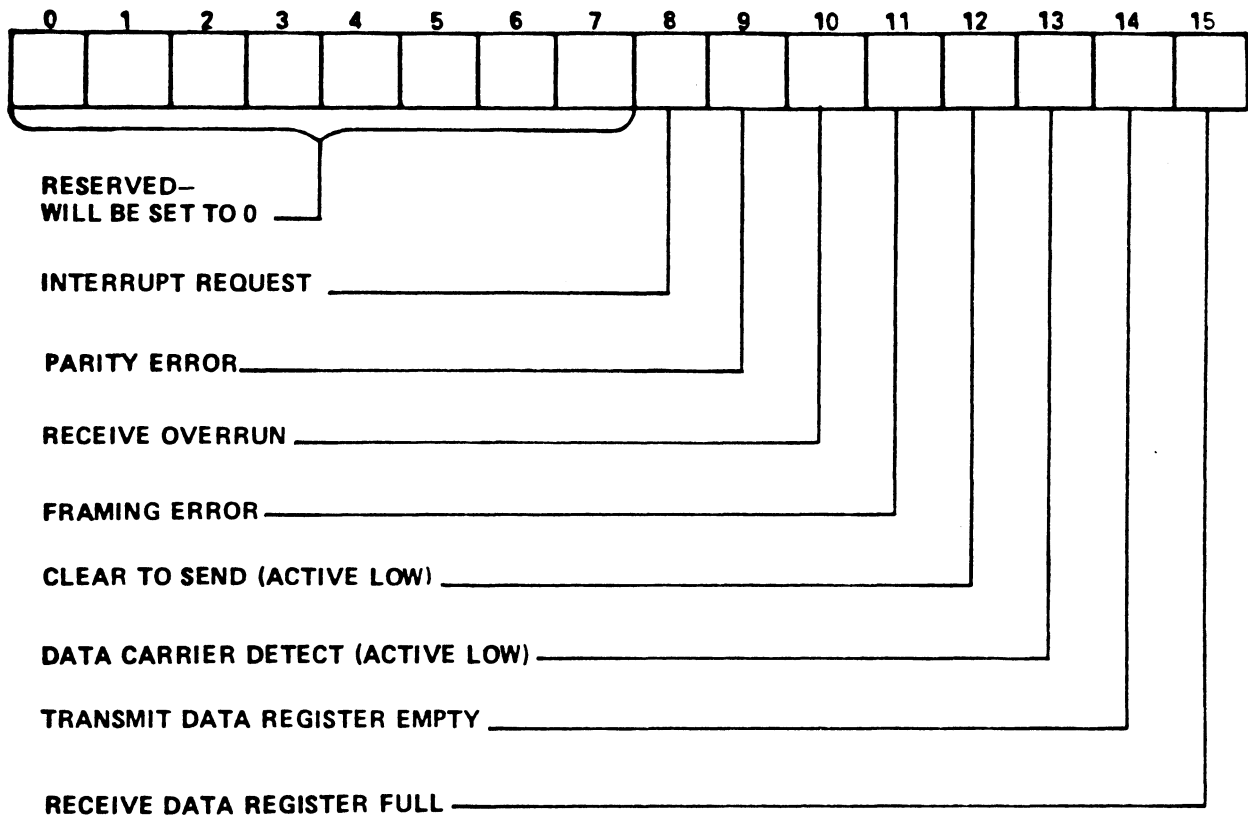 0 1 2 3 4 5 6 7 8 9 10 11 12 13 14 15
RESERVED–
WILL BE SET TO 0
INTERRUPT REQUEST
PARITY ERROR
RECEIVE OVERRUN
FRAMING ERROR
CLEAR TO SEND (ACTIVE LOW)
DATA CARRIER DETECT (ACTIVE LOW)
TRANSMIT DATA REGISTER EMPTY
RECEIVE DATA REGISTER FULL